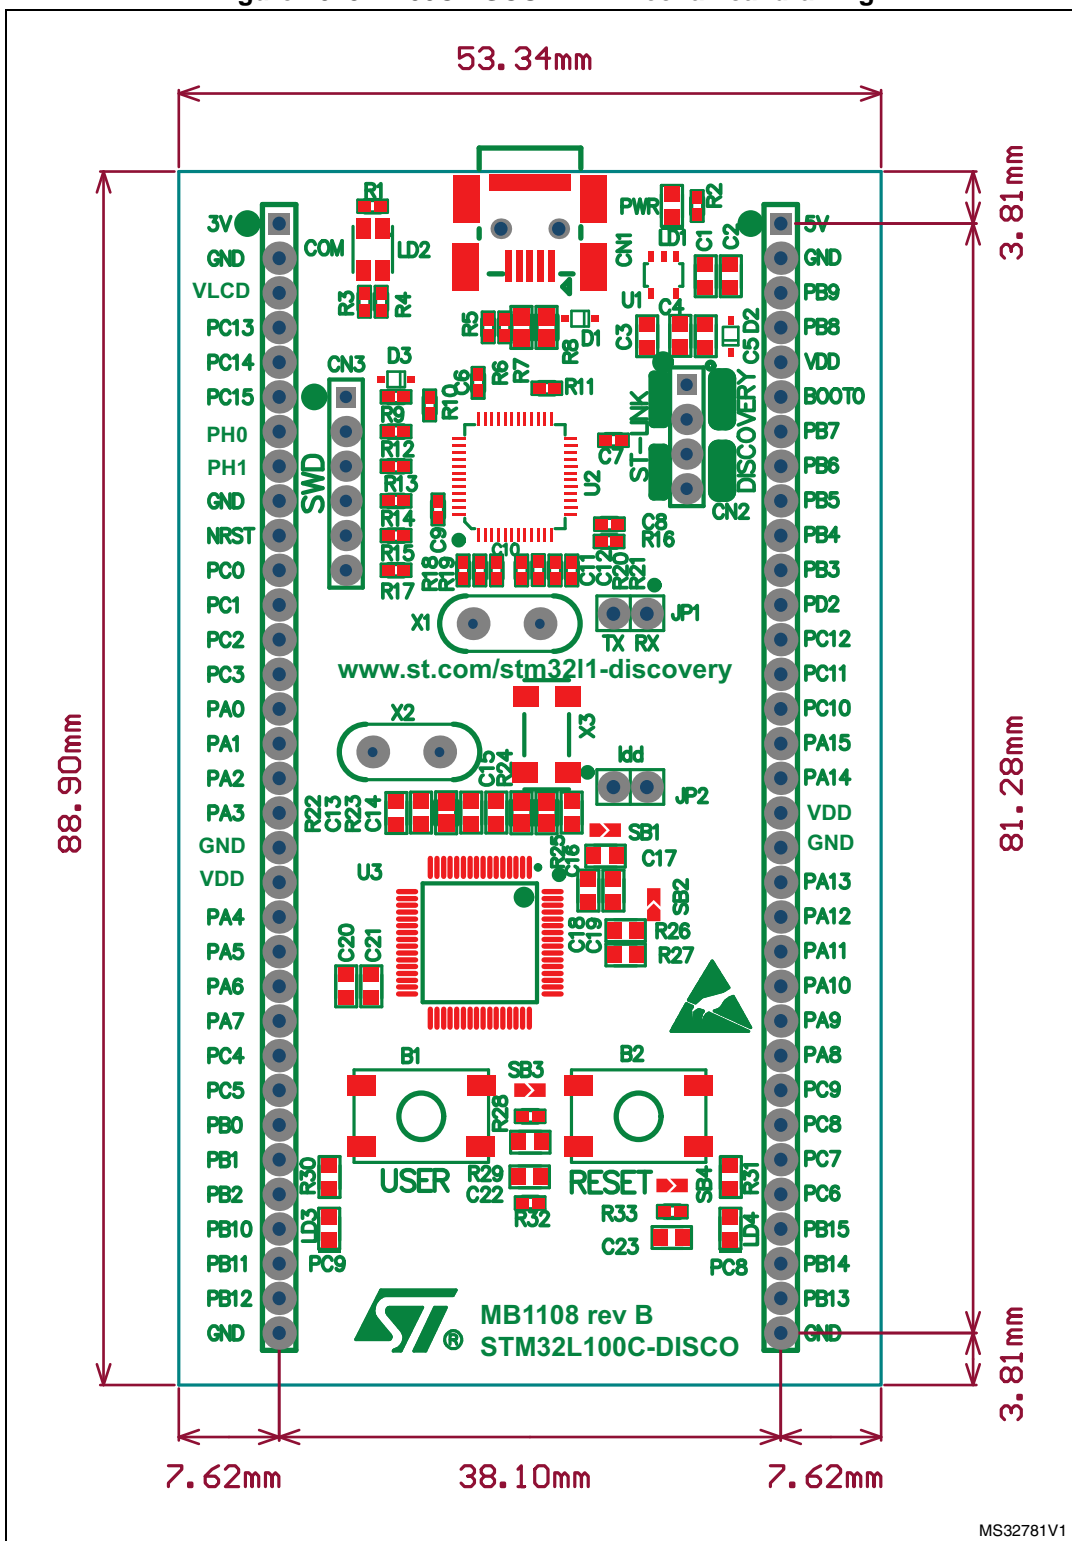 53.34mm
3.81mm
88.90mm
81.28mm
3.81mm
7.62mm
38.10mm
7.62mm
3V
GND
VLCD
PC13
PC14
PC15
PH0
PH1
GND
NRST
PC0
PC1
PC2
PC3
PA0
PA1
PA2
PA3
GND
VDD
PA4
PA5
PA6
PA7
PC4
PC5
PB0
PB1
PB2
PB10
PB11
PB12
GND
5V
GND
PB9
PB8
VDD
BOOT0
PB7
PB6
PB5
PB4
PB3
PD2
PC12
PC11
PC10
PA15
PA14
VDD
GND
PA13
PA12
PA11
PA10
PA9
PA8
PC9
PC8
PC7
PC6
PB15
PB14
PB13
GND
R1
COM
LD2
R3
R4
PWR
R2
LD1
CN1
C1
C2
U1
C4
C3
C5
D2
R5
R6
R7
R8
D1
D3
CN3
C6
R11
R10
R9
R12
R13
R14
R15
R17
SWD
C9
U2
C7
ST-LINK
DISCOVERY
CN2
C8
R16
C10
R18
R19
C11
C12
R20
R21
X1
JP1
TX
RX
www.st.com/stm32l1-discovery
X2
X3
Idd
JP2
R22
C13
R23
C14
C15
R24
SB1
R25
C16
C17
U3
SB2
C18
C19
R26
R27
C20
C21
B1
B2
SB3
R28
USER
RESET
R29
C22
R32
R30
LD3
PC9
SB4
R31
R33
C23
LD4
PC8
ST
®
MB1108 rev B
STM32L100C-DISCO
MS32781V1